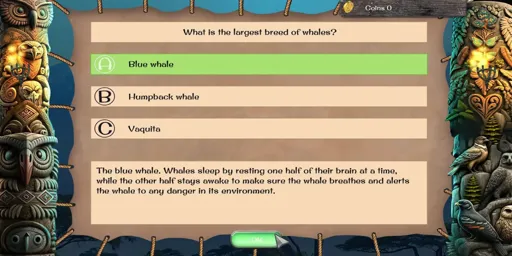 Coins 0
What is the largest breed of whales?
A Blue whale
B Humpback whale
C Vaquita
The blue whale. Whales sleep by resting one half of their brain at a time,
while the other half stays awake to make sure the whale breathes and alerts
the whale to any danger in its environment.